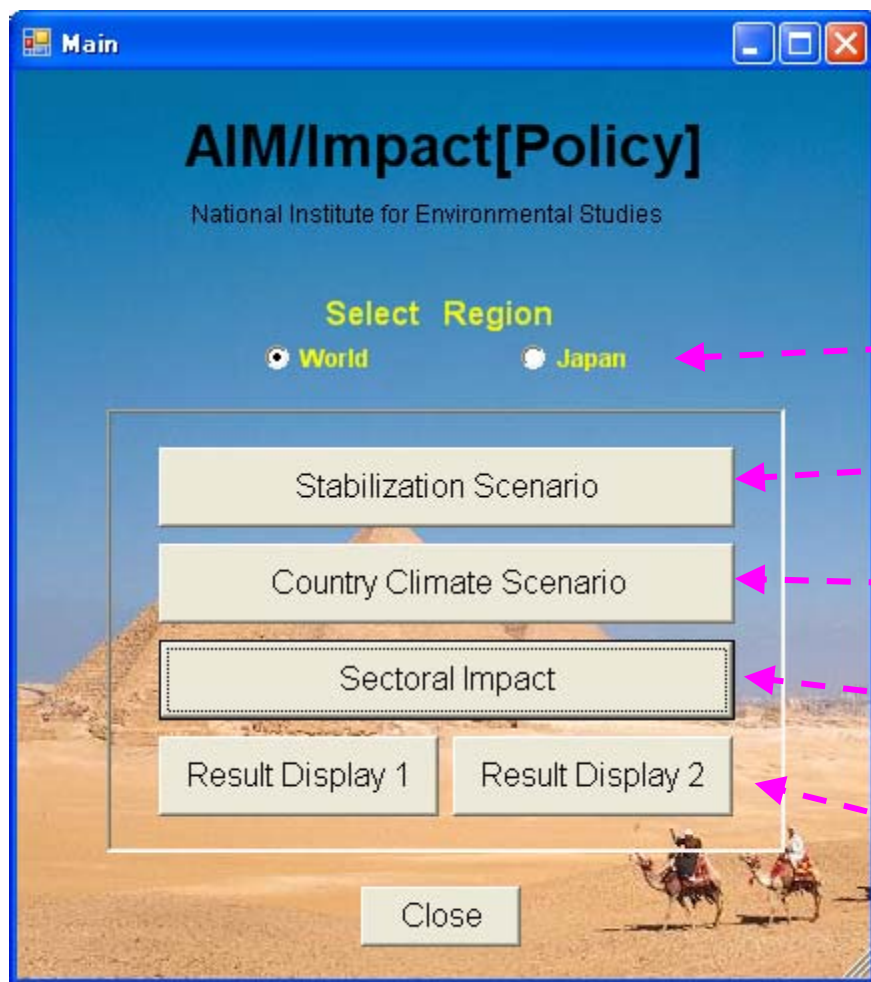 Main
AIM/Impact[Policy]
National Institute for Environmental Studies
Select Region
World Japan
Stabilization Scenario
Country Climate Scenario
Sectoral Impact
Result Display 1 Result Display 2
Close